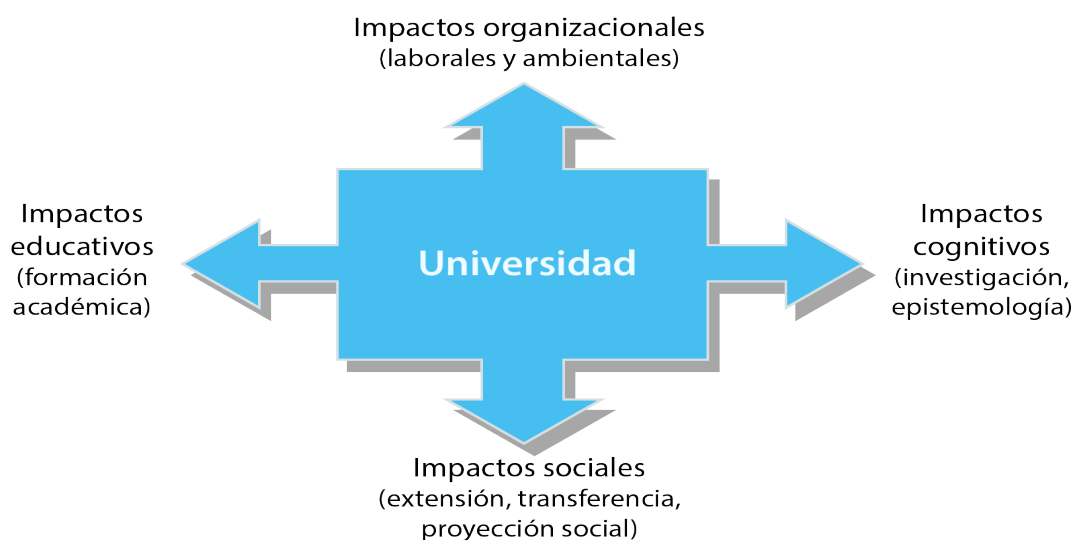 Impactos organizacionales
(laborales y ambientales)
Impactos
educativos
(formación
académica)
Universidad
Impactos
cognitivos
(investigación,
epistemología)
Impactos sociales
(extensión, transferencia,
proyección social)